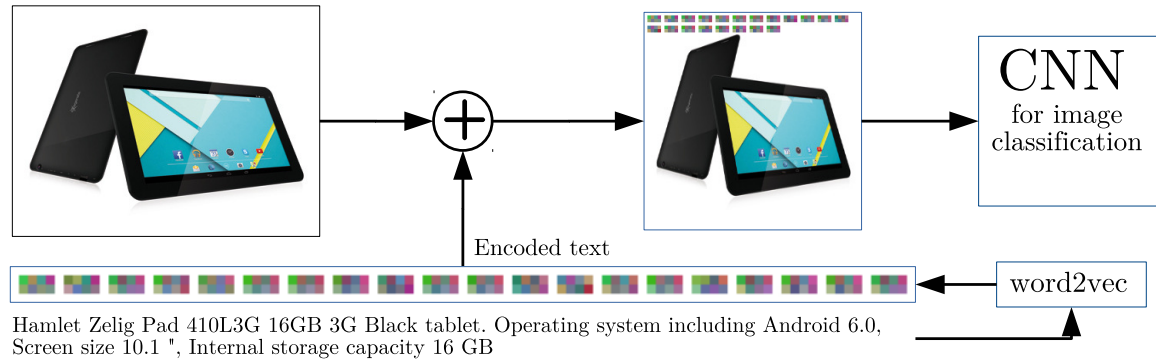 CNN
for image
classification
Encoded text
word2vec
Hamlet Zelig Pad 410L3G 16GB 3G Black tablet. Operating system including Android 6.0,
Screen size 10.1 ", Internal storage capacity 16 GB